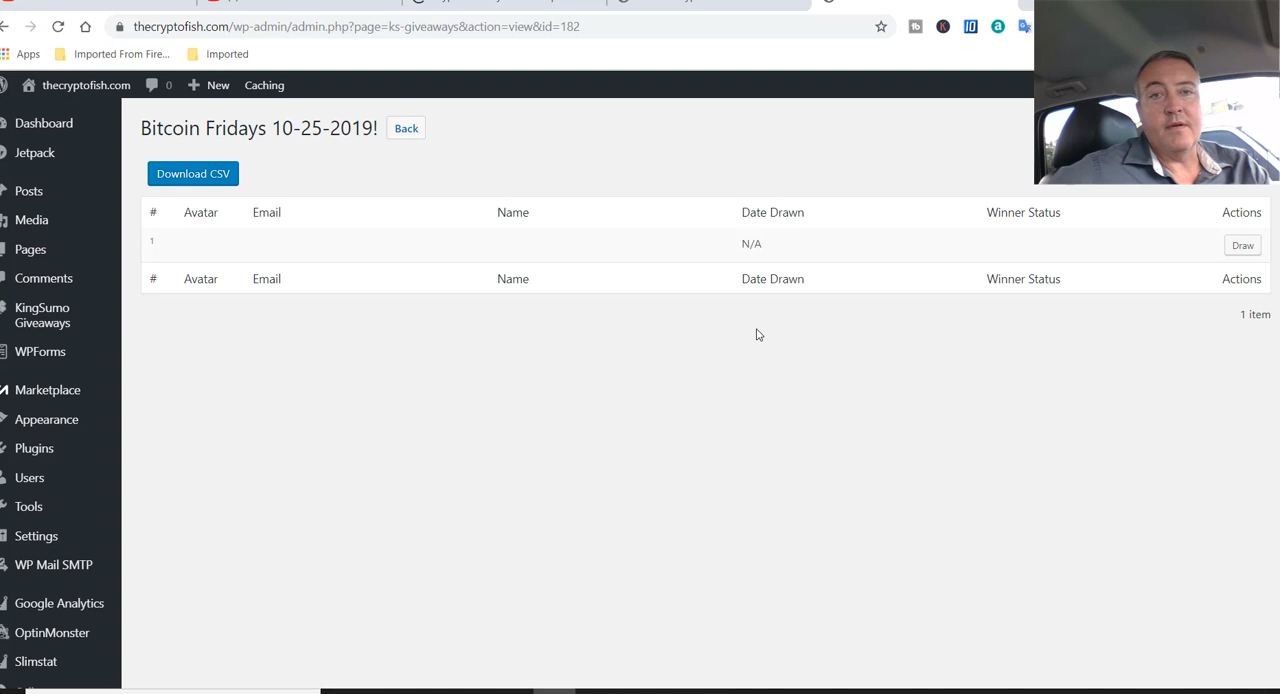 thecryptofish.com/wp-admin/admin.php?page=ks-giveaways&action=view&id=182
Apps Imported From Fire... Imported
thecryptofish.com 0 New Caching
Dashboard
Jetpack
Posts
Media
Pages
Comments
KingSumo
Giveaways
WPForms
Marketplace
Appearance
Plugins
Users
Tools
Settings
WP Mail SMTP
Google Analytics
OptinMonster
Slimstat
Bitcoin Fridays 10-25-2019! Back
Download CSV
# Avatar Email Name Date Drawn Winner Status Actions
1 N/A Draw
# Avatar Email Name Date Drawn Winner Status Actions
1 item